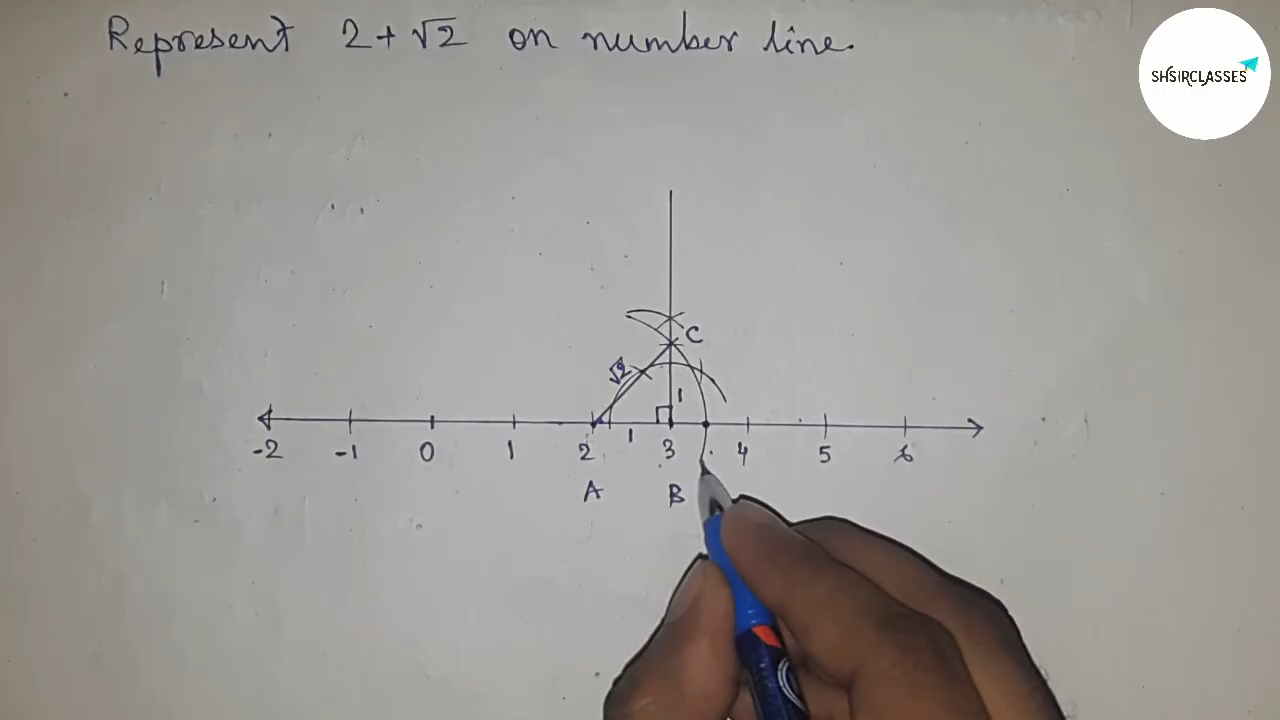 Represent 2+√2 on number line.
SHSIRCLASSES
C
√2
1
1
-2 -1 0 1 2 3 4 5 6
A B